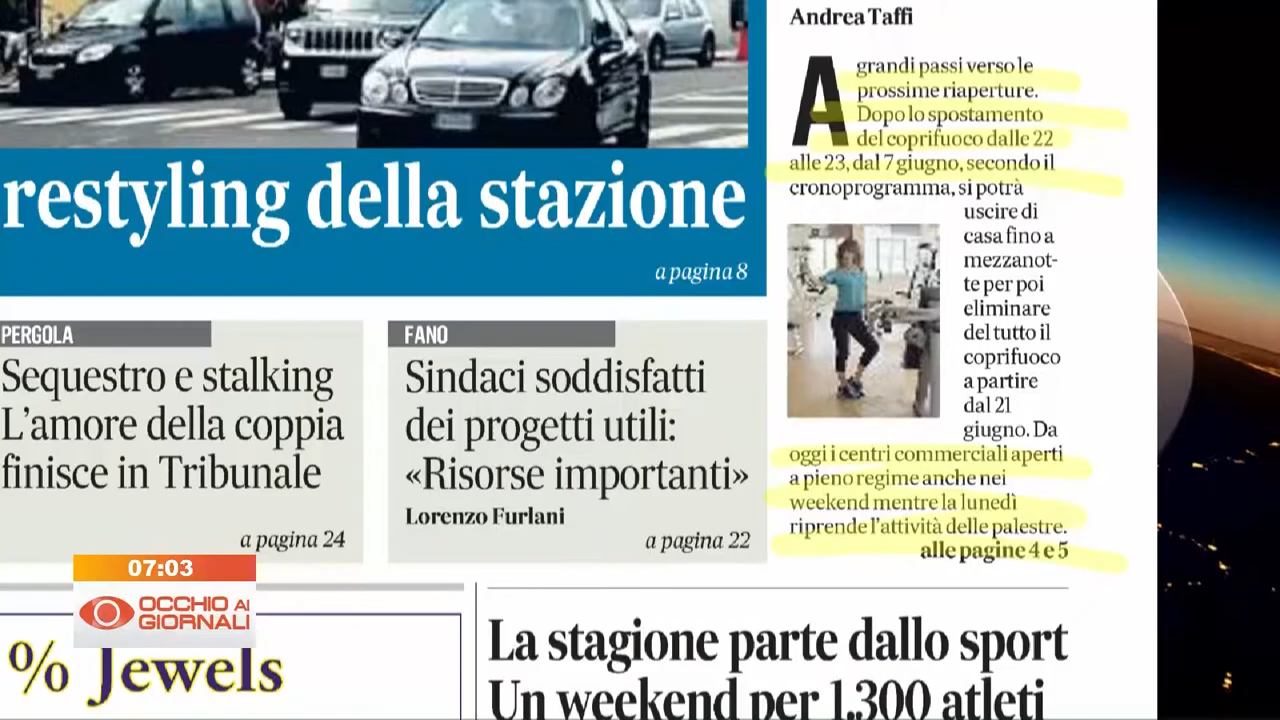 restyling della stazione
a pagina 8
PERGOLA
Sequestro e stalking
L'amore della coppia
finisce in Tribunale
a pagina 24
FANO
Sindaci soddisfatti
dei progetti utili:
«Risorse importanti»
Lorenzo Furlani
a pagina 22
Andrea Taffi
A grandi passi verso le
prossime riaperture.
Dopo lo spostamento
del coprifuoco dalle 22
alle 23, dal 7 giugno, secondo il
cronoprogramma, si potrà
uscire di
casa fino a
mezzanot-
te per poi
eliminare
del tutto il
coprifuoco
a partire
dal 21
giugno. Da
oggi i centri commerciali aperti
a pieno regime anche nei
weekend mentre la lunedì
riprende l'attività delle palestre.
alle pagine 4 e 5
07:03
OCCHIO AI
GIORNALI
% Jewels
La stagione parte dallo sport
Un weekend per 1.300 atleti